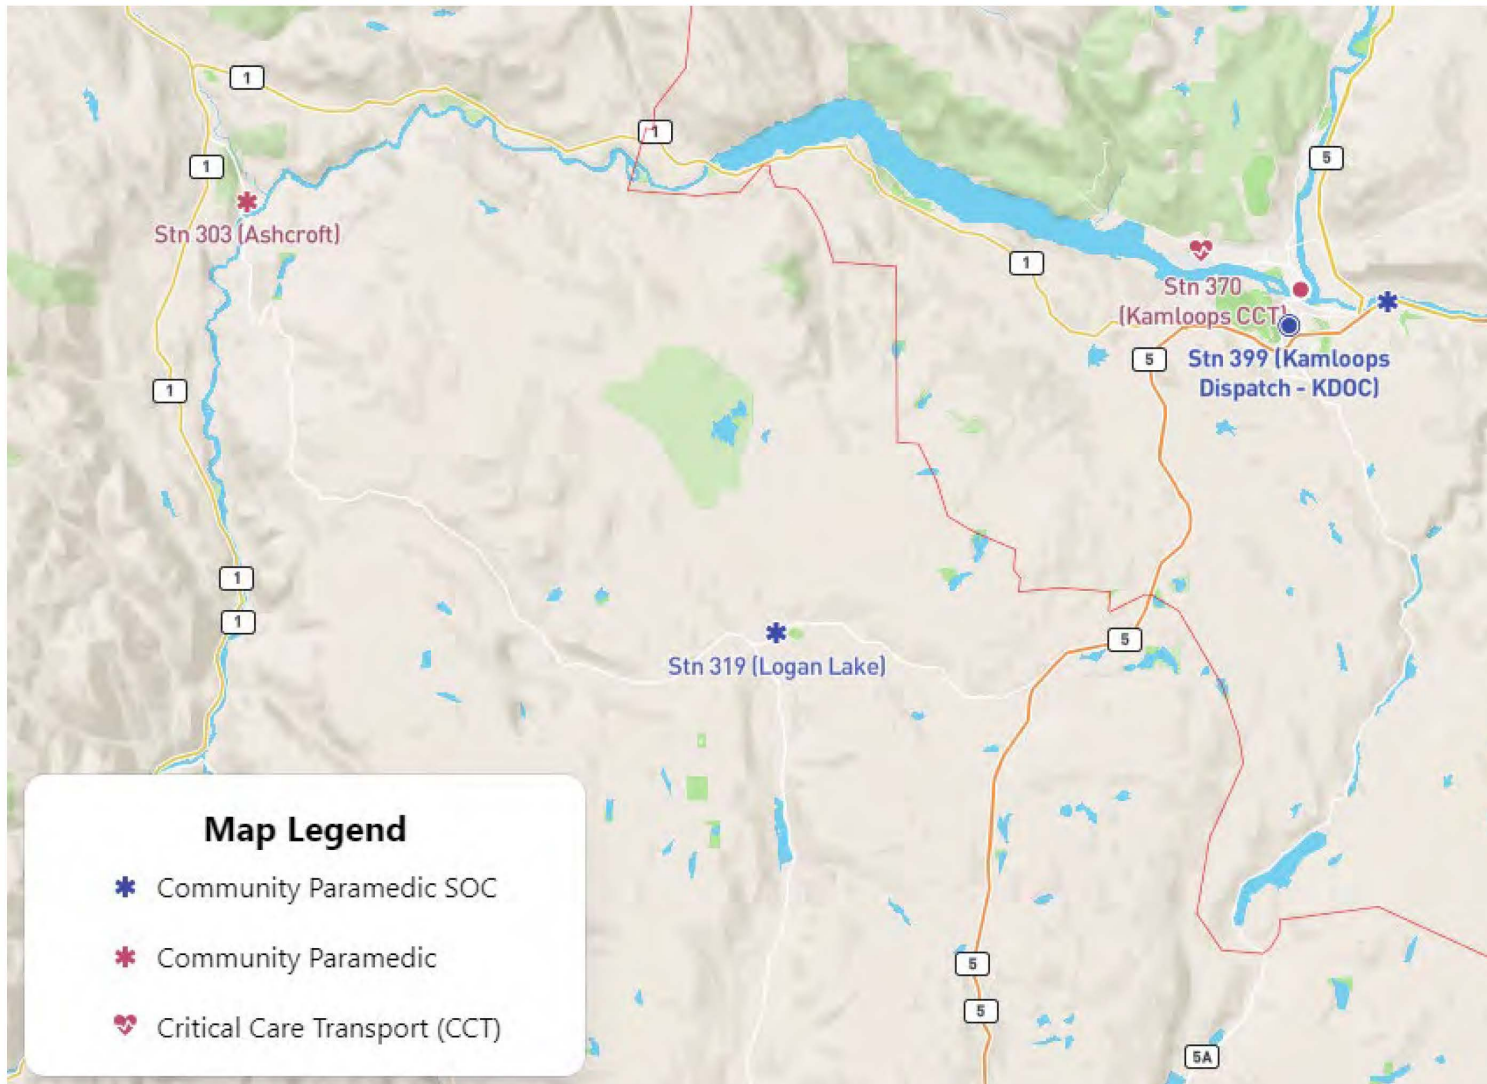 1
1
1
5
Stn 303 (Ashcroft)
1
Stn 370
(Kamloops CCT)
5
Stn 399 (Kamloops
Dispatch - KDOC)
1
1
1
5
Stn 319 (Logan Lake)
Map Legend
Community Paramedic SOC
Community Paramedic
Critical Care Transport (CCT)
5
5
5A